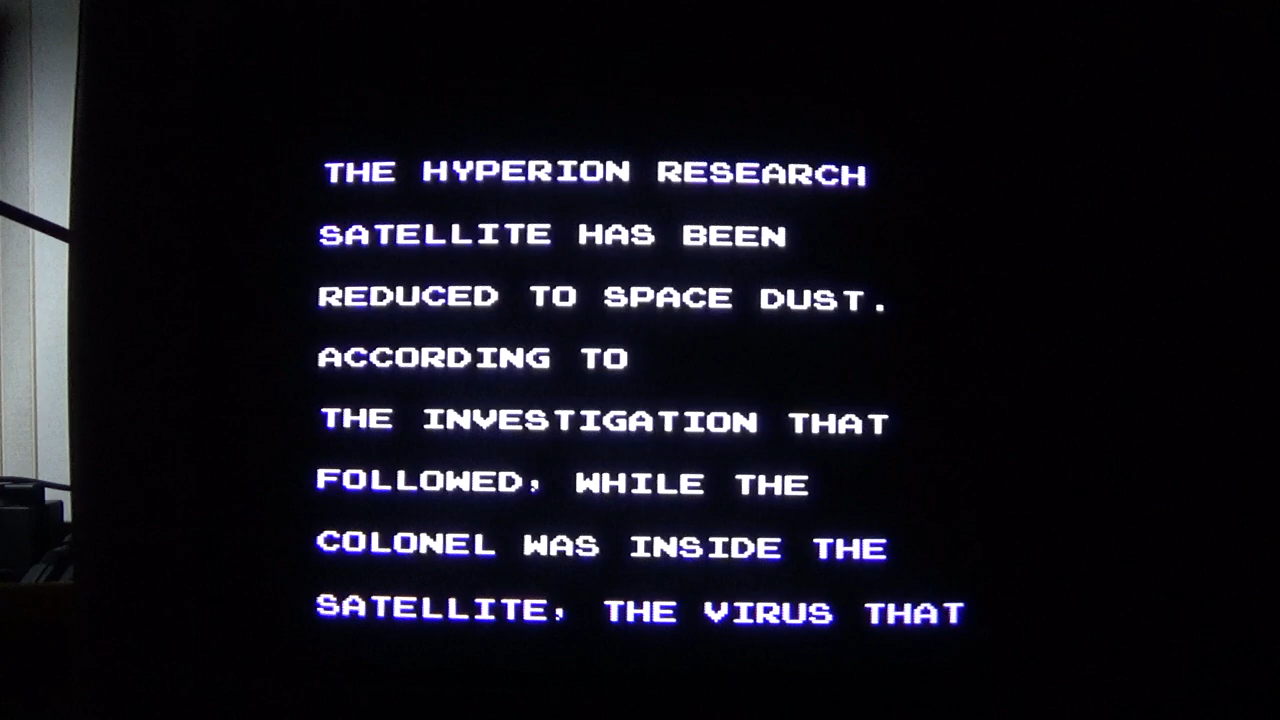 THE HYPERION RESEARCH
SATELLITE HAS BEEN
REDUCED TO SPACE DUST.
ACCORDING TO
THE INVESTIGATION THAT
FOLLOWED, WHILE THE
COLONEL WAS INSIDE THE
SATELLITE, THE VIRUS THAT